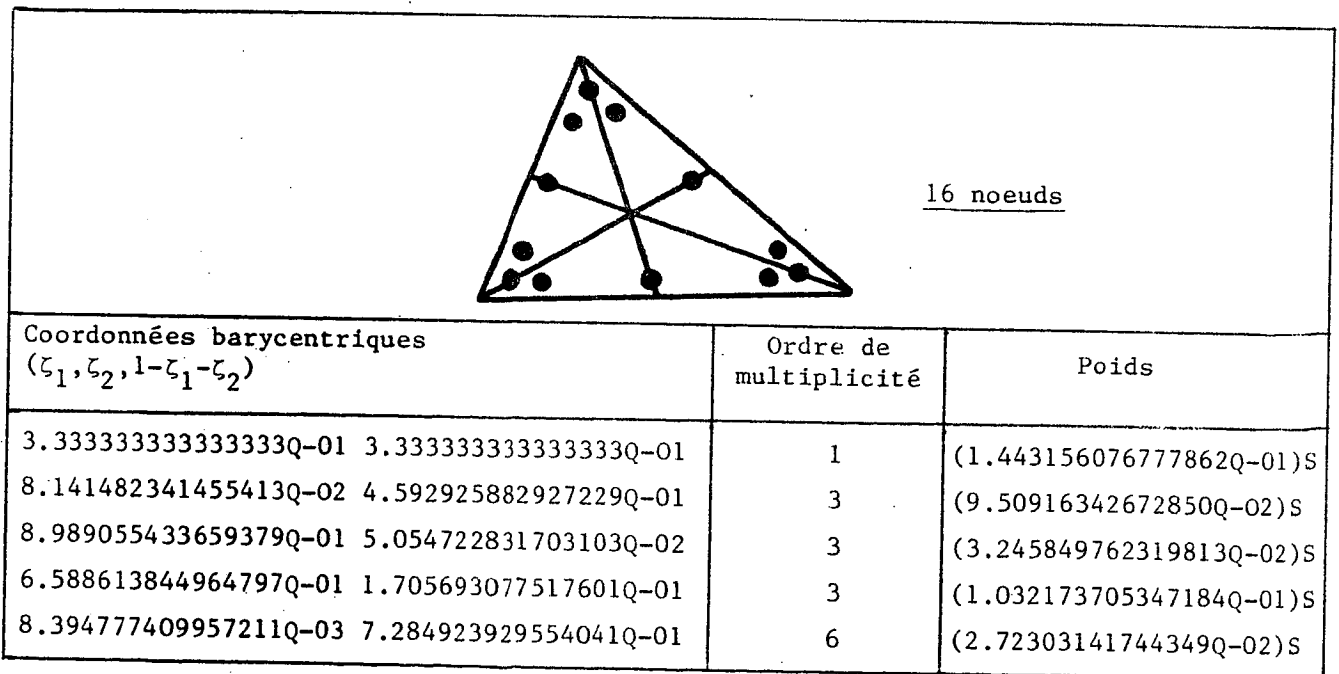 16 noeuds
Coordonnées barycentriques
(ζ₁,ζ₂,1-ζ₁-ζ₂)
Ordre de
multiplicité
Poids
3.333333333333333Q-01 3.333333333333333Q-01 1 (1.443156076777862Q-01)S
8.141482341455413Q-02 4.592925882927229Q-01 3 (9.50916342672850Q-02)S
8.989055433659379Q-01 5.054722831703103Q-02 3 (3.245849762319813Q-02)S
6.588613844964797Q-01 1.705693077517601Q-01 3 (1.032173705347184Q-01)S
8.394777409957211Q-03 7.284923929554041Q-01 6 (2.72303141744349Q-02)S